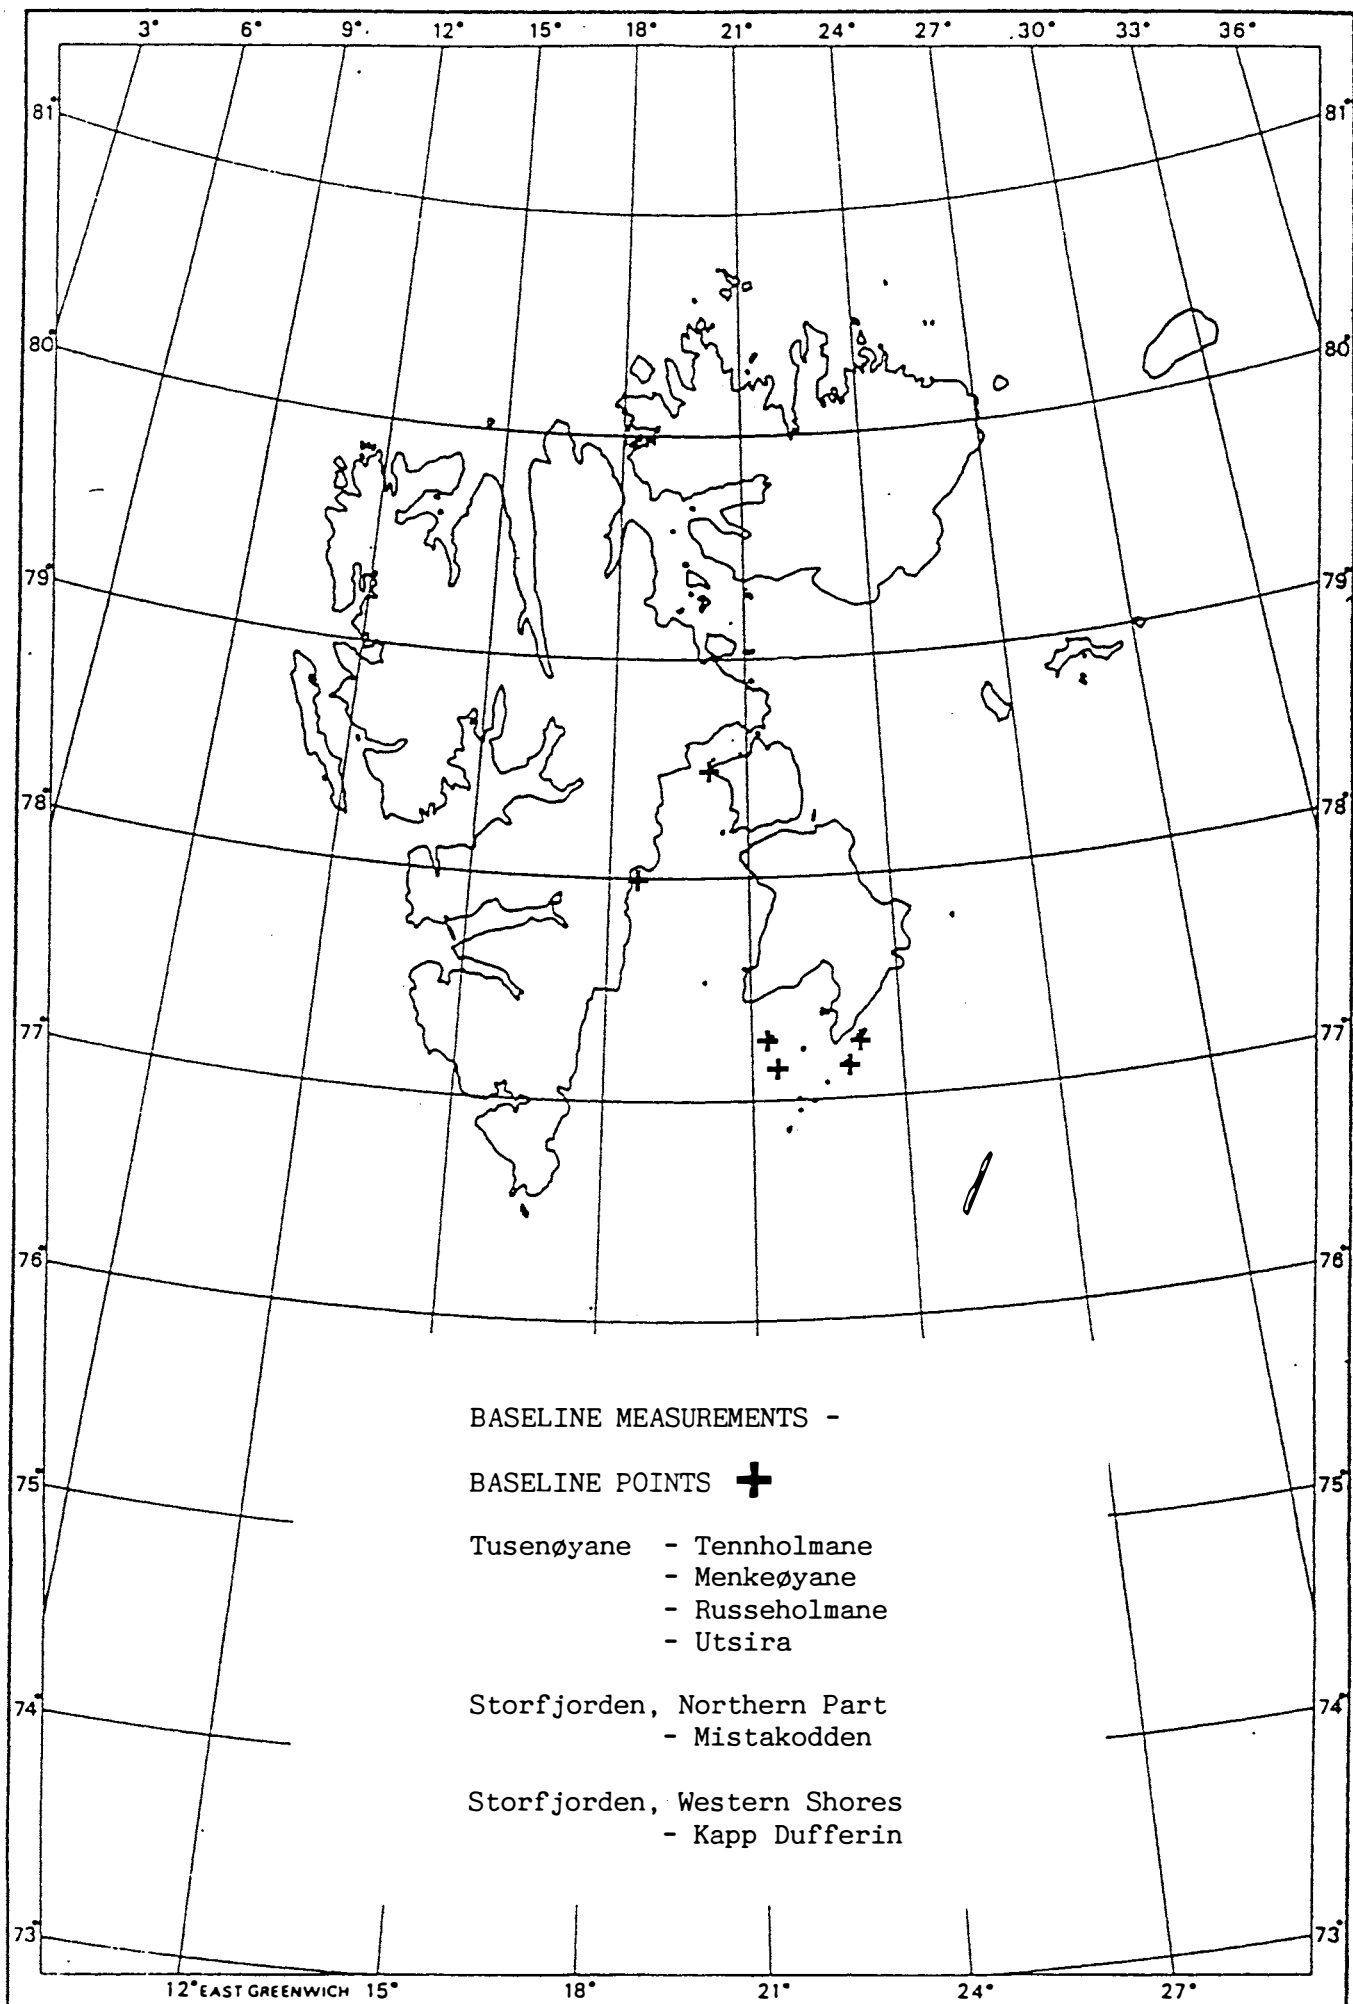 3° 6° 9° 12° 15° 18° 21° 24° 27° 30° 33° 36°
81° 81°
80° 80°
79° 79°
78° 78°
77° 77°
76° 76°
BASELINE MEASUREMENTS -
75° BASELINE POINTS 75°
Tusenøyane - Tennholmane
- Menkeøyane
- Russeholmane
- Utsira
74° Storfjorden, Northern Part 74°
- Mistakodden
Storfjorden, Western Shores
- Kapp Dufferin
73° 73°
12° EAST GREENWICH 15° 18° 21° 24° 27°